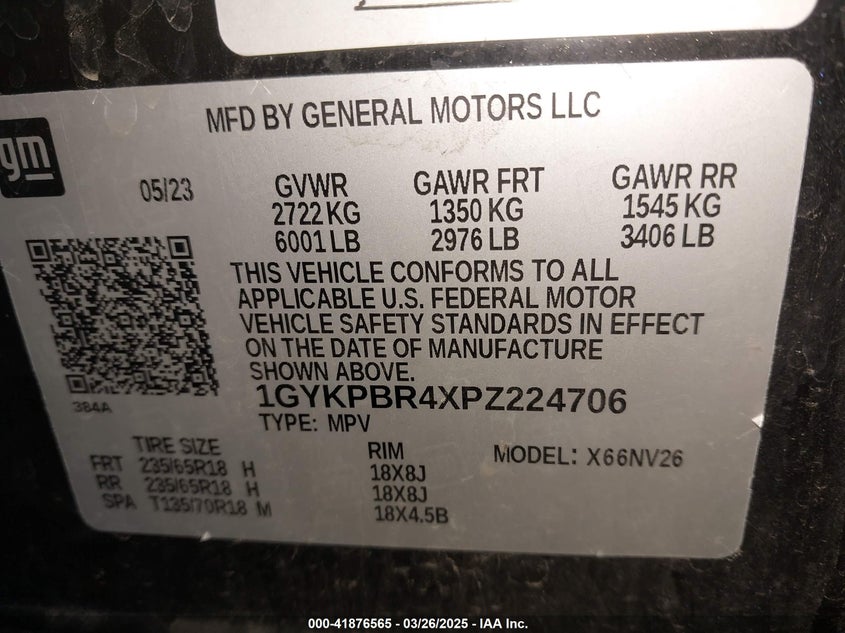 MFD BY GENERAL MOTORS LLC
gm
05/23
GVWR GAWR FRT GAWR RR
2722 KG 1350 KG 1545 KG
6001 LB 2976 LB 3406 LB
THIS VEHICLE CONFORMS TO ALL
APPLICABLE U.S. FEDERAL MOTOR
VEHICLE SAFETY STANDARDS IN EFFECT
ON THE DATE OF MANUFACTURE
SHOWN ABOVE.
384A
1GYKPBR4XPZ224706
TYPE: MPV
TIRE SIZE RIM MODEL: X66NV26
FRT 235/65R18 H 18X8J
RR 235/65R18 H 18X8J
SPA T135/70R18 M 18X4.5B
000-41876565 - 03/26/2025 - IAA Inc.